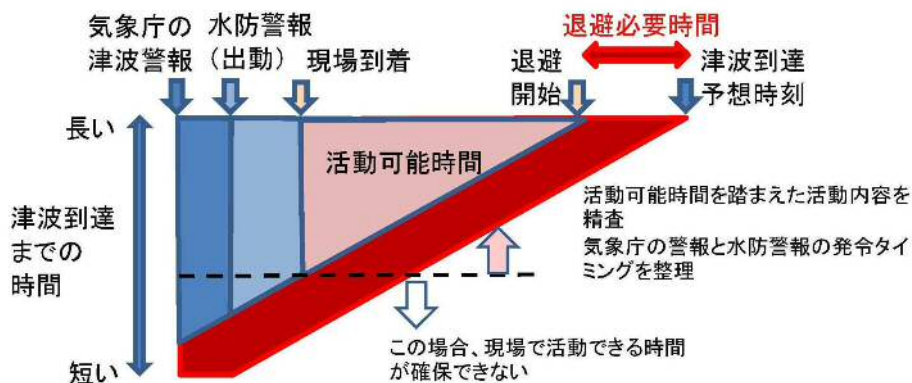 気象庁の
津波警報
水防警報
（出動）
現場到着
退避必要時間
退避
開始
津波到達
予想時刻
長い
活動可能時間
津波到達
までの
時間
活動可能時間を踏まえた活動内容を
精査
気象庁の警報と水防警報の発令タイ
ミングを整理
この場合、現場で活動できる時間
が確保できない
短い